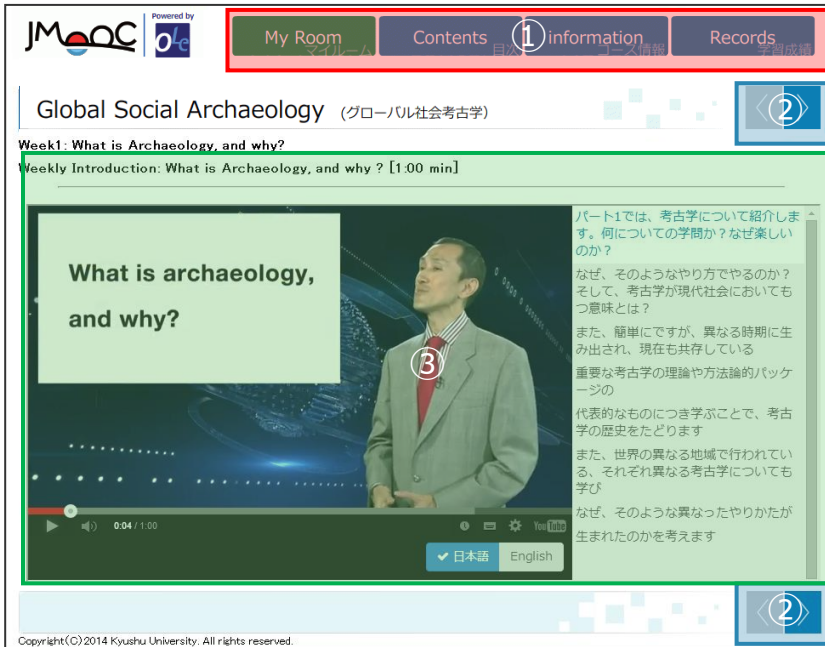 JMOOC
Powered by
OLe
My Room
マイルーム
Contents
目次
①
information
コース情報
Records
学習成績
Global Social Archaeology (グローバル社会考古学)
②
Week1: What is Archaeology, and why?
Weekly Introduction: What is Archaeology, and why ? [1:00 min]
What is archaeology,
and why?
③
0:04 / 1:00
YouTube
✔ 日本語
English
パート1では、考古学について紹介しま
す。何についての学問か？なぜ楽しい
のか？
なぜ、そのようなやり方でやるのか？
そして、考古学が現代社会においても
つ意味とは？
また、簡単にですが、異なる時期に生
み出され、現在も共存している
重要な考古学の理論や方法論的パッケ
ージの
代表的なものにつき学ぶことで、考古
学の歴史をたどります
また、世界の異なる地域で行われてい
る、それぞれ異なる考古学についても
学び
なぜ、そのような異なったやりかたが
生まれたのかを考えます
②
Copyright(C)2014 Kyushu University. All rights reserved.